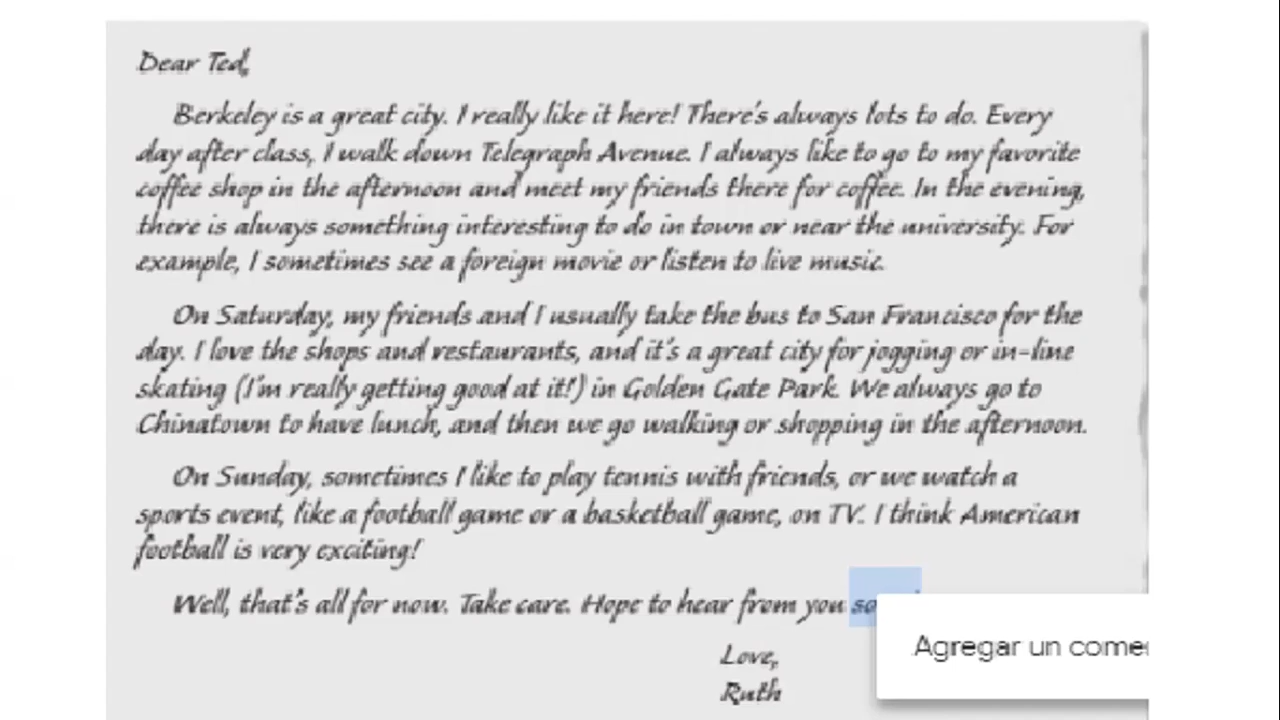 Dear Ted,
Berkeley is a great city. I really like it here! There's always lots to do. Every
day after class, I walk down Telegraph Avenue. I always like to go to my favorite
coffee shop in the afternoon and meet my friends there for coffee. In the evening,
there is always something interesting to do in town or near the university. For
example, I sometimes see a foreign movie or listen to live music.
On Saturday, my friends and I usually take the bus to San Francisco for the
day. I love the shops and restaurants, and it's a great city for jogging or in-line
skating (I'm really getting good at it!) in Golden Gate Park. We always go to
Chinatown to have lunch, and then we go walking or shopping in the afternoon.
On Sunday, sometimes I like to play tennis with friends, or we watch a
sports event, like a football game or a basketball game, on TV. I think American
football is very exciting!
Well, that's all for now. Take care. Hope to hear from you
Love,
Ruth
Agregar un